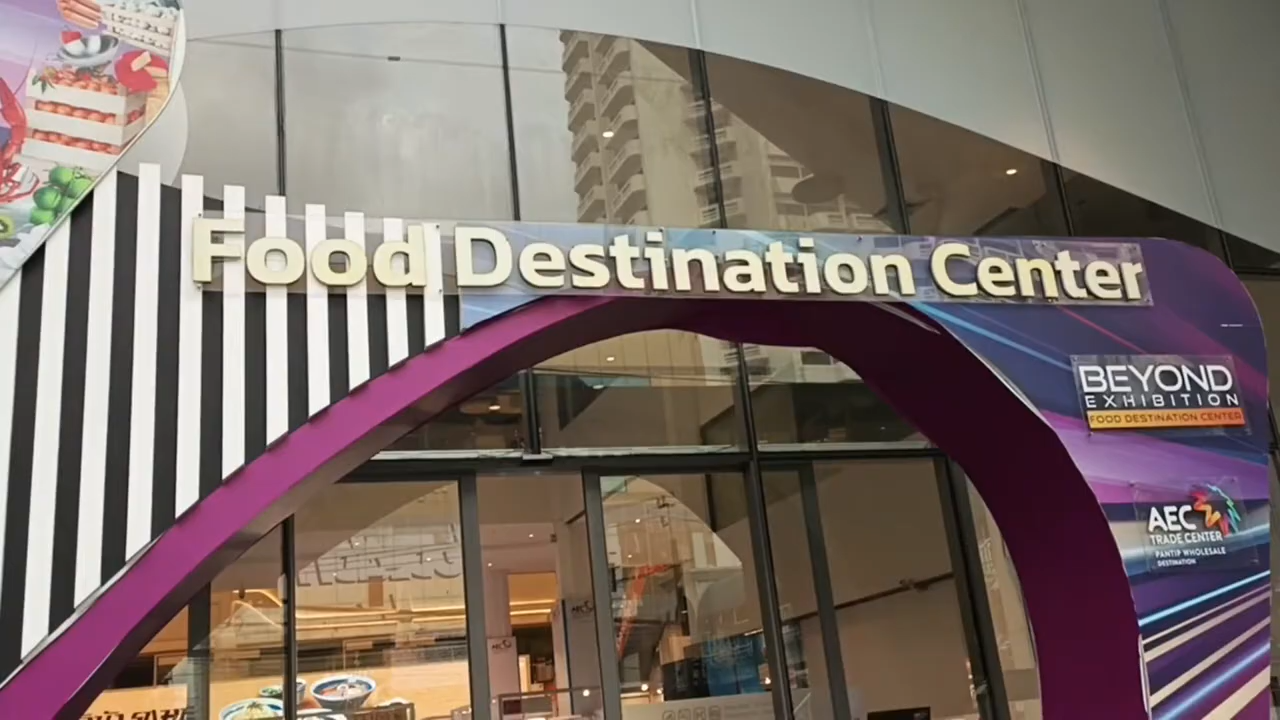 Food Destination Center
BEYOND
EXHIBITION
FOOD DESTINATION CENTER
AEC
TRADE CENTER
PANTIP WHOLESALE
DESTINATION